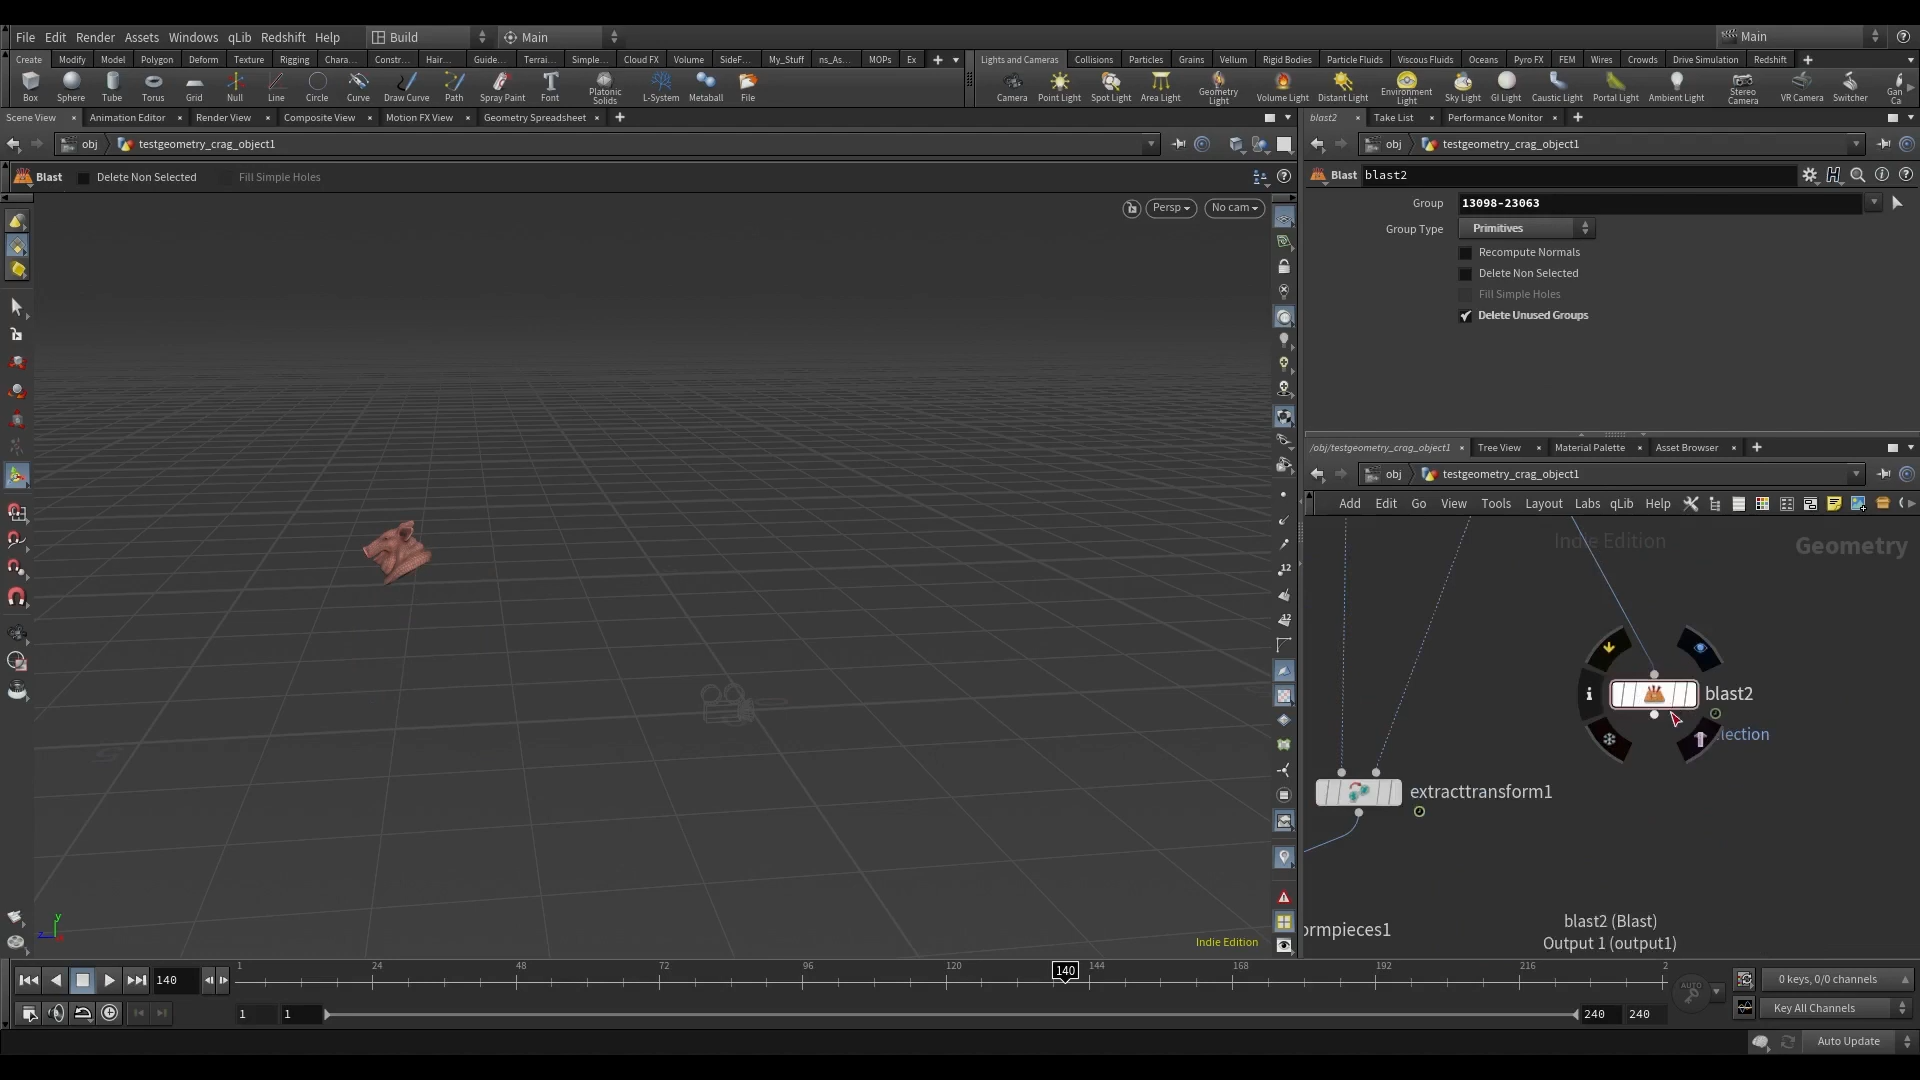 File Edit Render Assets Windows qLib Redshift Help Build Main Main
Create Modify Model Polygon Deform Texture Rigging Chara... Constr... Hair... Guide... Terrai... Simple... Cloud FX Volume SideF... My_Stuff ns_As... MOPs Ex
Lights and Cameras Collisions Particles Grains Vellum Rigid Bodies Particle Fluids Viscous Fluids Oceans Pyro FX FEM Wires Crowds Drive Simulation Redshift
Box Sphere Tube Torus Grid Null Line Circle Curve Draw Curve Path Spray Paint Font Platonic Solids L-System Metaball File
Camera Point Light Spot Light Area Light Geometry Light Volume Light Distant Light Environment Light Sky Light GI Light Caustic Light Portal Light Ambient Light Stereo Camera VR Camera Switcher Gan Ca
Scene View Animation Editor Render View Composite View Motion FX View Geometry Spreadsheet
blast2 Take List Performance Monitor
obj testgeometry_crag_object1
obj testgeometry_crag_object1
Blast Delete Non Selected Fill Simple Holes
Blast blast2
Persp No cam
Group 13098-23063
Group Type Primitives
Recompute Normals
Delete Non Selected
Fill Simple Holes
Delete Unused Groups
/obj/testgeometry_crag_object1 Tree View Material Palette Asset Browser
obj testgeometry_crag_object1
Add Edit Go View Tools Layout Labs qLib Help
Indie Edition
Geometry
blast2
lection
extracttransform1
ormpieces1
blast2 (Blast)
Output 1 (output1)
12
12
y
Indie Edition
140
1 24 48 72 96 120 140 144 168 192 216 2
AUTO
0 keys, 0/0 channels
1 1 240 240
Key All Channels
Auto Update